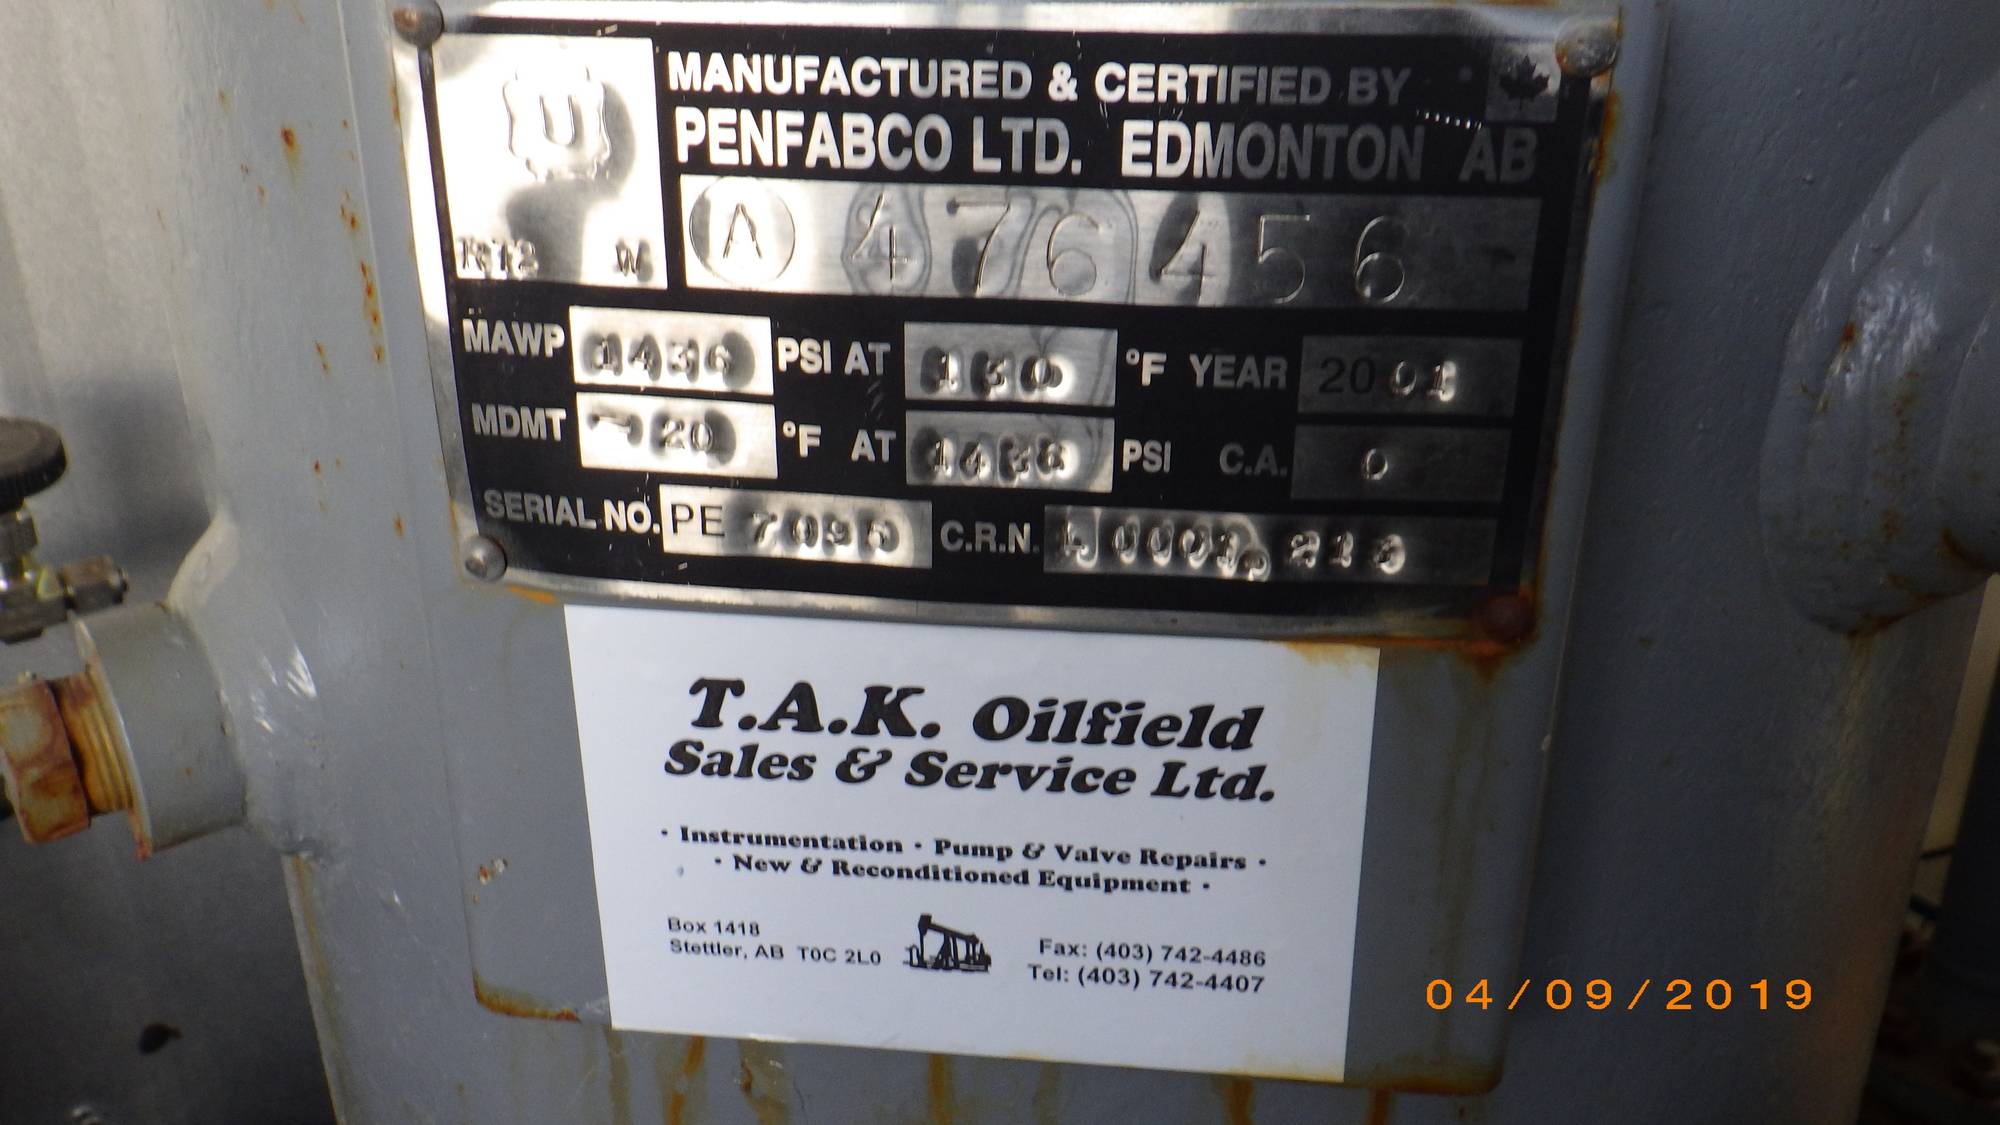 U
MANUFACTURED & CERTIFIED BY
PENFABCO LTD. EDMONTON AB
RT2 W
A 476456
MAWP 1436 PSI AT 130 °F YEAR 2001
MDMT -20 °F AT 1436 PSI C.A. 0
SERIAL NO. PE 7095 C.R.N.
T.A.K. Oilfield
Sales & Service Ltd.
· Instrumentation · Pump & Valve Repairs ·
· New & Reconditioned Equipment ·
Box 1418
Stettler, AB T0C 2L0
Fax: (403) 742-4486
Tel: (403) 742-4407
04/09/2019